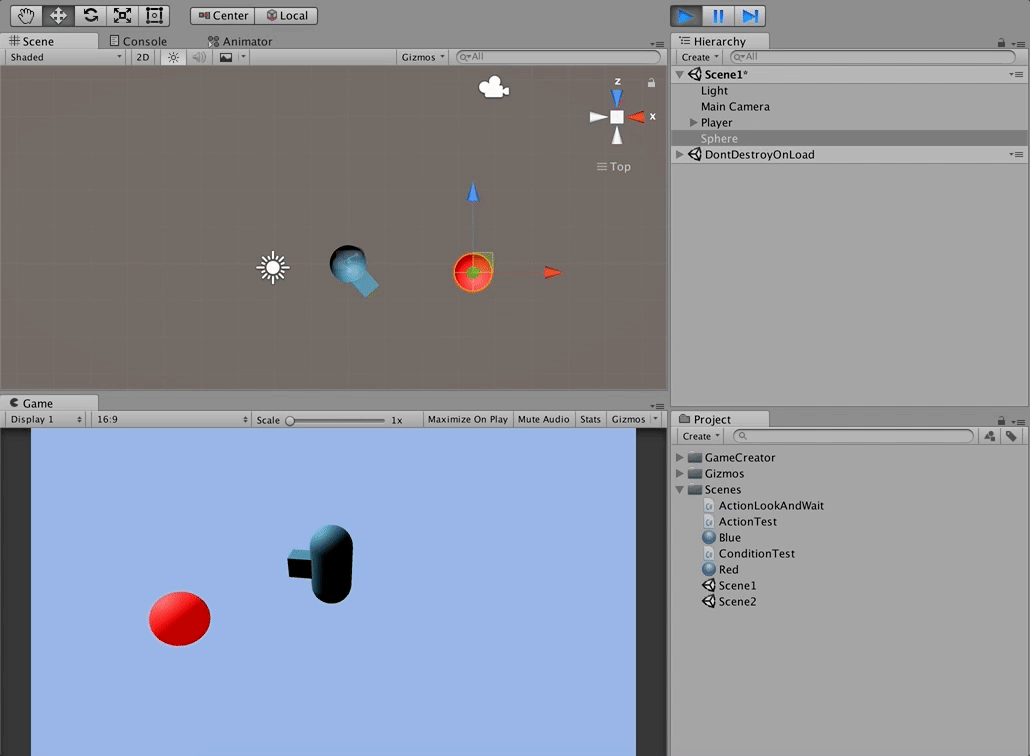 Center Local
Scene Console Animator
Shaded 2D Gizmos All
z
x
Top
Hierarchy
Create All
Scene1*
Light
Main Camera
Player
Sphere
DontDestroyOnLoad
Game
Display 1 16:9 Scale 1x Maximize On Play Mute Audio Stats Gizmos
Project
Create
GameCreator
Gizmos
Scenes
ActionLookAndWait
ActionTest
Blue
ConditionTest
Red
Scene1
Scene2